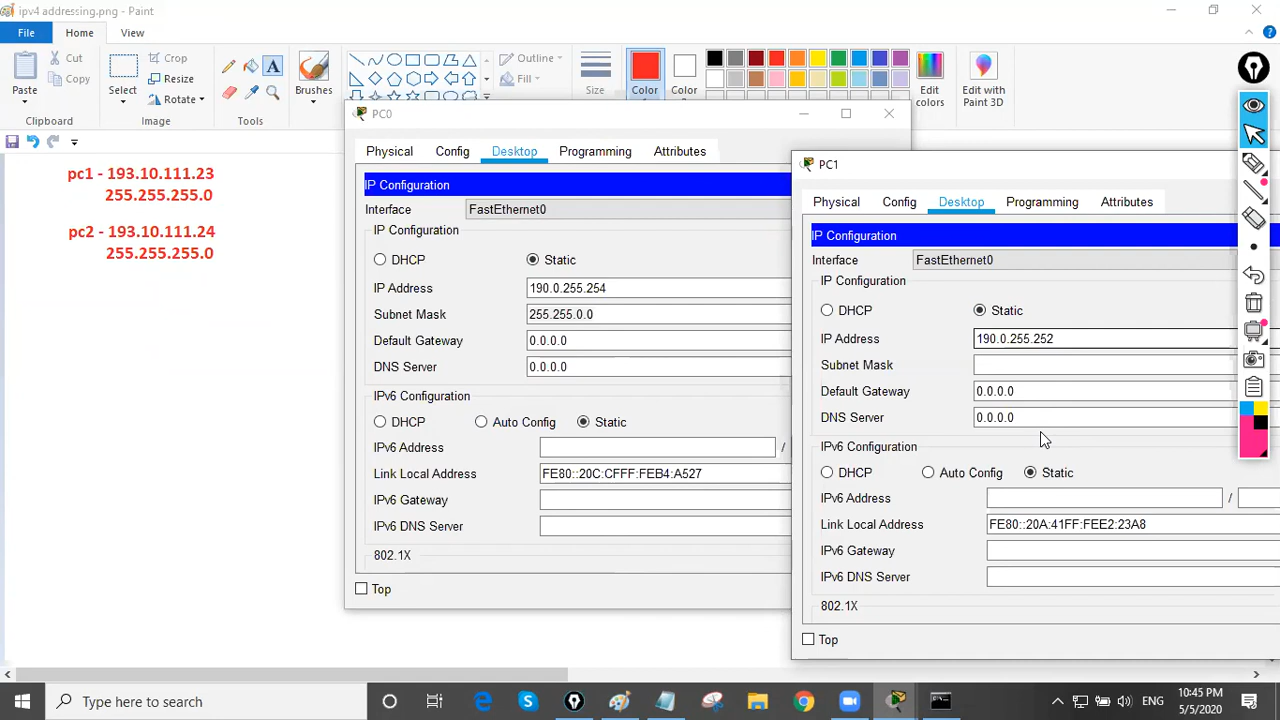 ipv4 addressing.png - Paint
File Home View
Paste
Cut
Copy
Clipboard
Select
Crop
Resize
Rotate
Image
A
Tools
Brushes
Outline
Fill
Size
Color
Color
Edit colors
Edit with Paint 3D
pc1 - 193.10.111.23
255.255.255.0
pc2 - 193.10.111.24
255.255.255.0
PC0
Physical Config Desktop Programming Attributes
IP Configuration
Interface FastEthernet0
IP Configuration
DHCP Static
IP Address 190.0.255.254
Subnet Mask 255.255.0.0
Default Gateway 0.0.0.0
DNS Server 0.0.0.0
IPv6 Configuration
DHCP Auto Config Static
IPv6 Address /
Link Local Address FE80::20C:CFFF:FEB4:A527
IPv6 Gateway
IPv6 DNS Server
802.1X
Top
PC1
Physical Config Desktop Programming Attributes
IP Configuration
Interface FastEthernet0
IP Configuration
DHCP Static
IP Address 190.0.255.252
Subnet Mask
Default Gateway 0.0.0.0
DNS Server 0.0.0.0
IPv6 Configuration
DHCP Auto Config Static
IPv6 Address /
Link Local Address FE80::20A:41FF:FEE2:23A8
IPv6 Gateway
IPv6 DNS Server
802.1X
Top
Type here to search
ENG
10:45 PM
5/5/2020